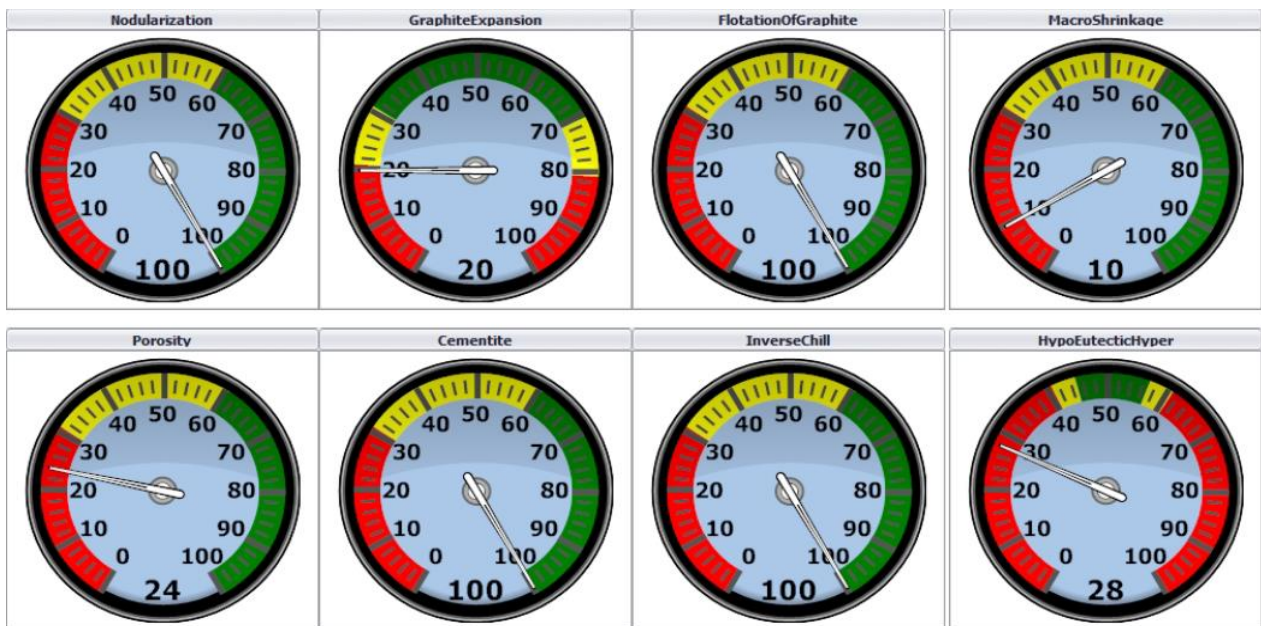 Nodularization GraphiteExpansion FlotationOfGraphite MacroShrinkage
40 50 60 40 50 60 40 50 60 40 50 60
30 70 30 70 30 70 30 70
20 80 20 80 20 80 20 80
10 90 10 90 10 90 10 90
0 100 0 100 0 100 0 100
100 20 100 10
Porosity Cementite InverseChill HypoEutecticHyper
40 50 60 40 50 60 40 50 60 40 50 60
30 70 30 70 30 70 30 70
20 80 20 80 20 80 20 80
10 90 10 90 10 90 10 90
0 100 0 100 0 100 0 100
24 100 100 28